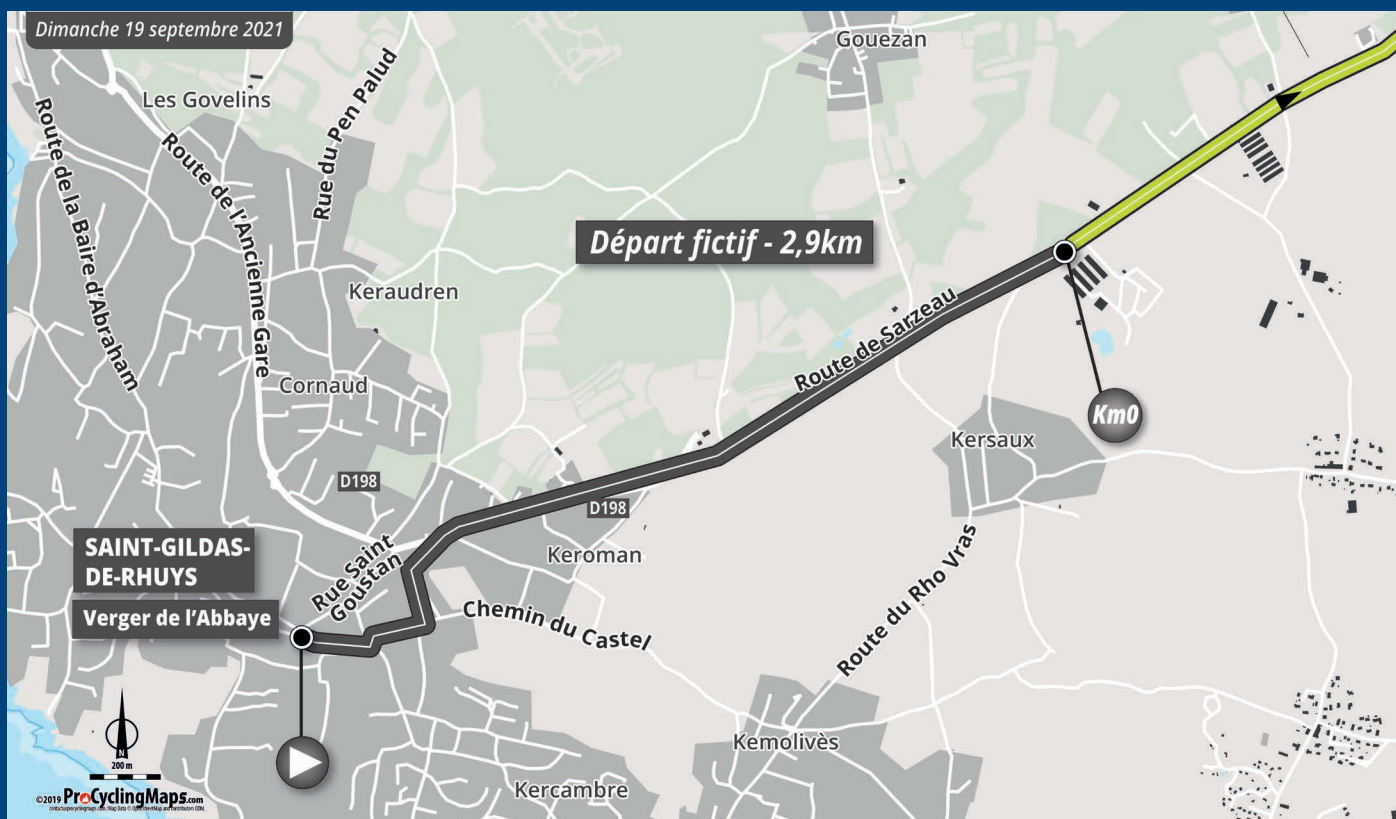 Dimanche 19 septembre 2021
Gouezan
Les Govelins
Route de la Baire d'Abraham
Route de l'Ancienne Gare
Rue du Pen Palud
Départ fictif - 2,9km
Keraudren
Route de Sarzeau
Cornaud
Km0
Kersaux
D198
D198
SAINT-GILDAS-
DE-RHUYS
Verger de l'Abbaye
Rue Saint
Goustan
Keroman
Chemin du Castel
Route du Rho Vras
Kemolivès
Kercambre
N
200 m
©2019 ProCyclingMaps.com